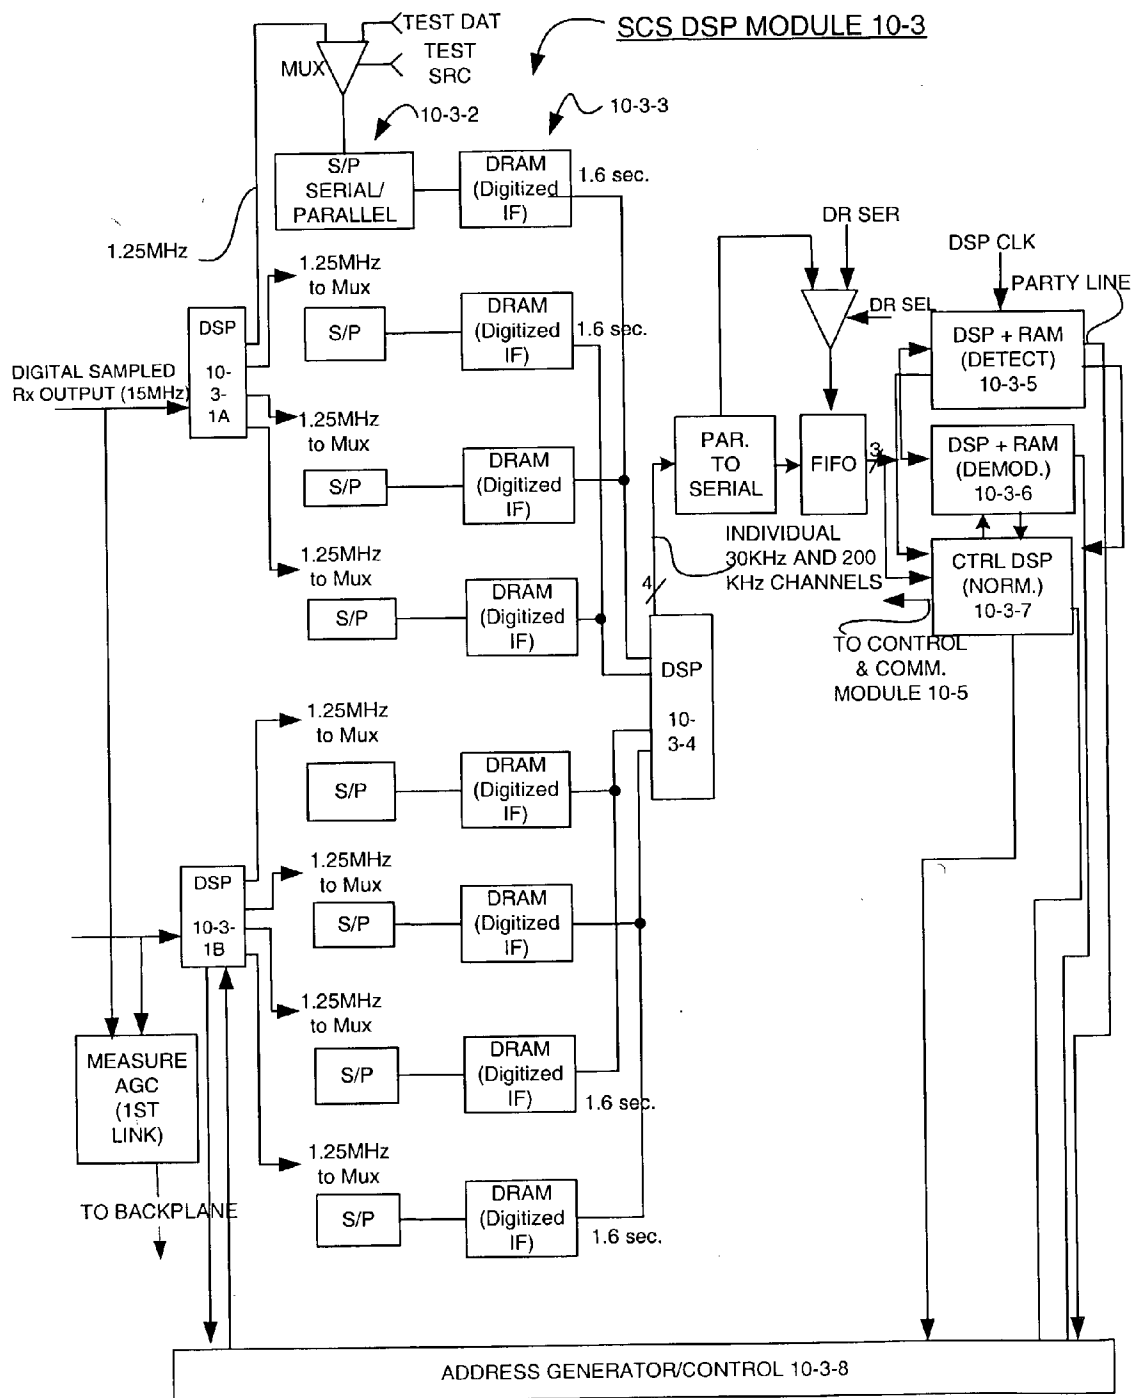 TEST DAT
SCS DSP MODULE 10-3
MUX
TEST
SRC
10-3-2
10-3-3
S/P
SERIAL/
PARALLEL
DRAM
(Digitized
IF)
1.6 sec.
1.25MHz
DR SER
DSP CLK
PARTY LINE
1.25MHz
to Mux
S/P
DRAM
(Digitized
IF)
1.6 sec.
DR SEL
DSP
10-
3-
1A
DIGITAL SAMPLED
Rx OUTPUT (15MHz)
DSP + RAM
(DETECT)
10-3-5
1.25MHz
to Mux
S/P
DRAM
(Digitized
IF)
PAR.
TO
SERIAL
FIFO
3
DSP + RAM
(DEMOD.)
10-3-6
1.25MHz
to Mux
S/P
DRAM
(Digitized
IF)
4
INDIVIDUAL
30KHz AND 200
KHz CHANNELS
CTRL DSP
(NORM.)
10-3-7
TO CONTROL
& COMM.
MODULE 10-5
DSP
10-
3-4
1.25MHz
to Mux
S/P
DRAM
(Digitized
IF)
DSP
10-3-
1B
1.25MHz
to Mux
S/P
DRAM
(Digitized
IF)
1.25MHz
to Mux
S/P
DRAM
(Digitized
IF)
1.6 sec.
MEASURE
AGC
(1ST
LINK)
1.25MHz
to Mux
S/P
DRAM
(Digitized
IF)
1.6 sec.
TO BACKPLANE
ADDRESS GENERATOR/CONTROL 10-3-8